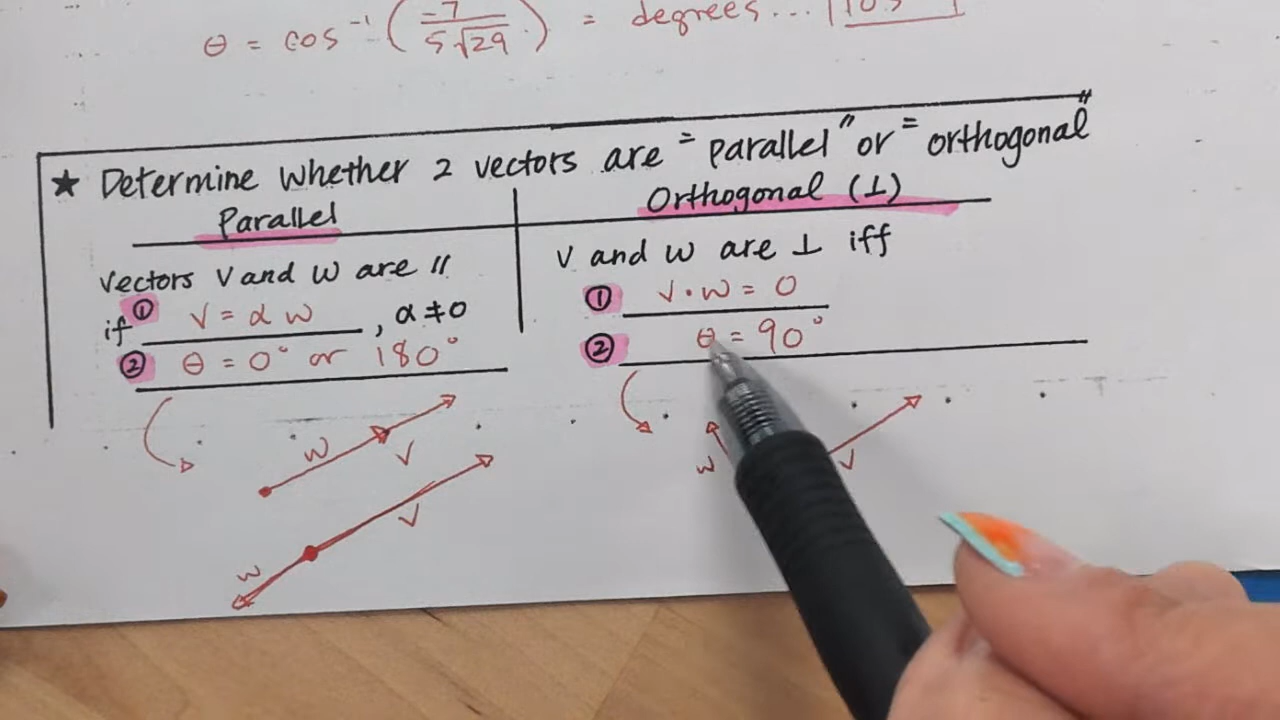 θ = cos⁻¹ ( -7 / 5√29 ) = degrees...
★ Determine whether 2 vectors are "parallel" or "orthogonal"
Parallel
Vectors V and W are //
if ① V = α W , α ≠ 0
② θ = 0° or 180°
W
V
V
W
Orthogonal (⊥)
V and W are ⊥ iff
① V • W = 0
② θ = 90°
W
V